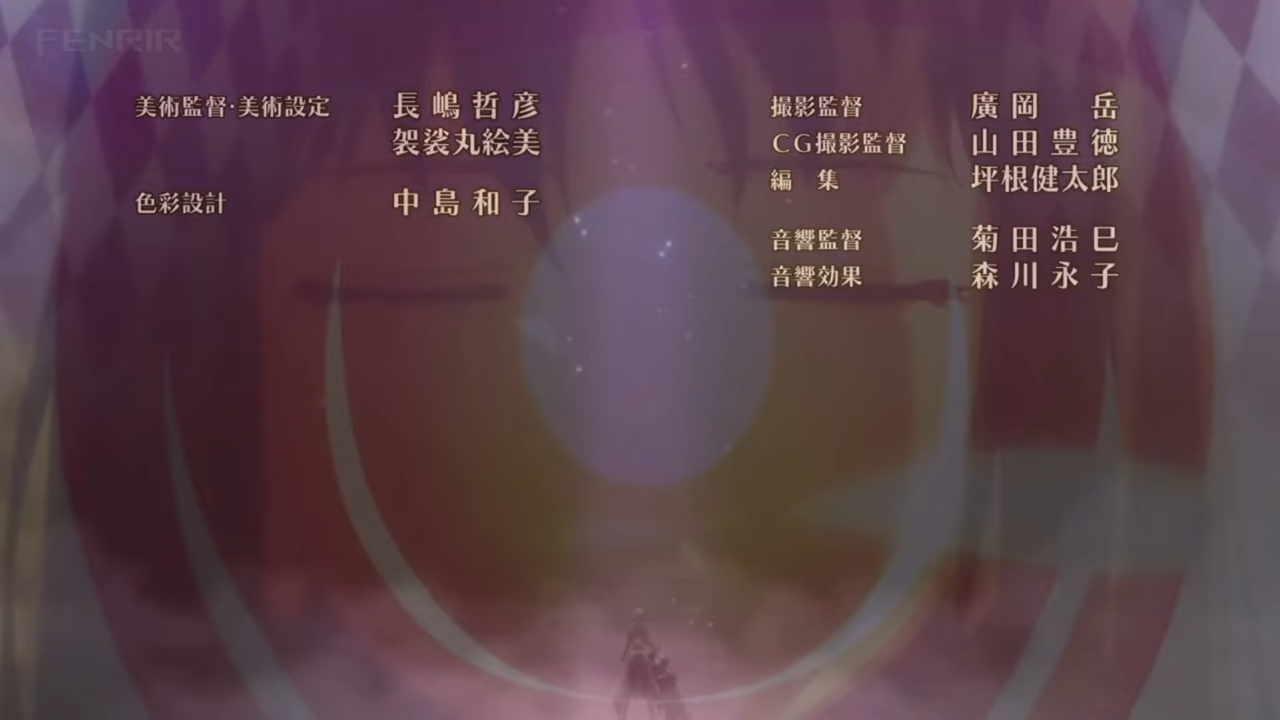 FENRIR
美術監督・美術設定 長嶋哲彦
袈裟丸絵美
色彩設計 中島和子
撮影監督 廣岡 岳
CG撮影監督 山田豊徳
編 集 坪根健太郎
音響監督 菊田浩巳
音響効果 森川永子